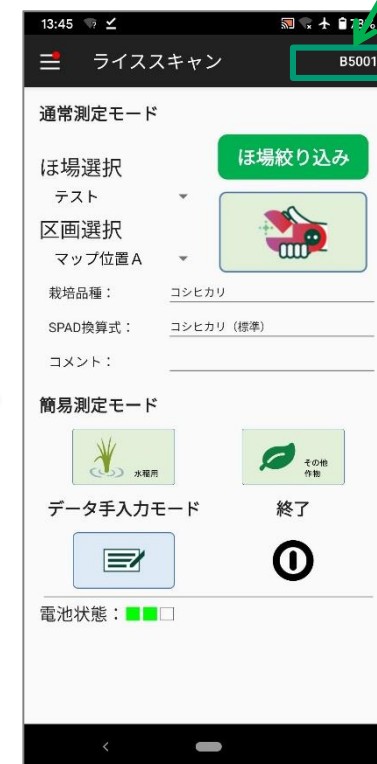 13:45
ライススキャン
B5001
通常測定モード
ほ場選択
ほ場絞り込み
テスト
区画選択
マップ位置A
栽培品種：
コシヒカリ
SPAD換算式：
コシヒカリ（標準）
コメント：
簡易測定モード
水稲用
その他
作物
データ手入力モード
終了
電池状態：